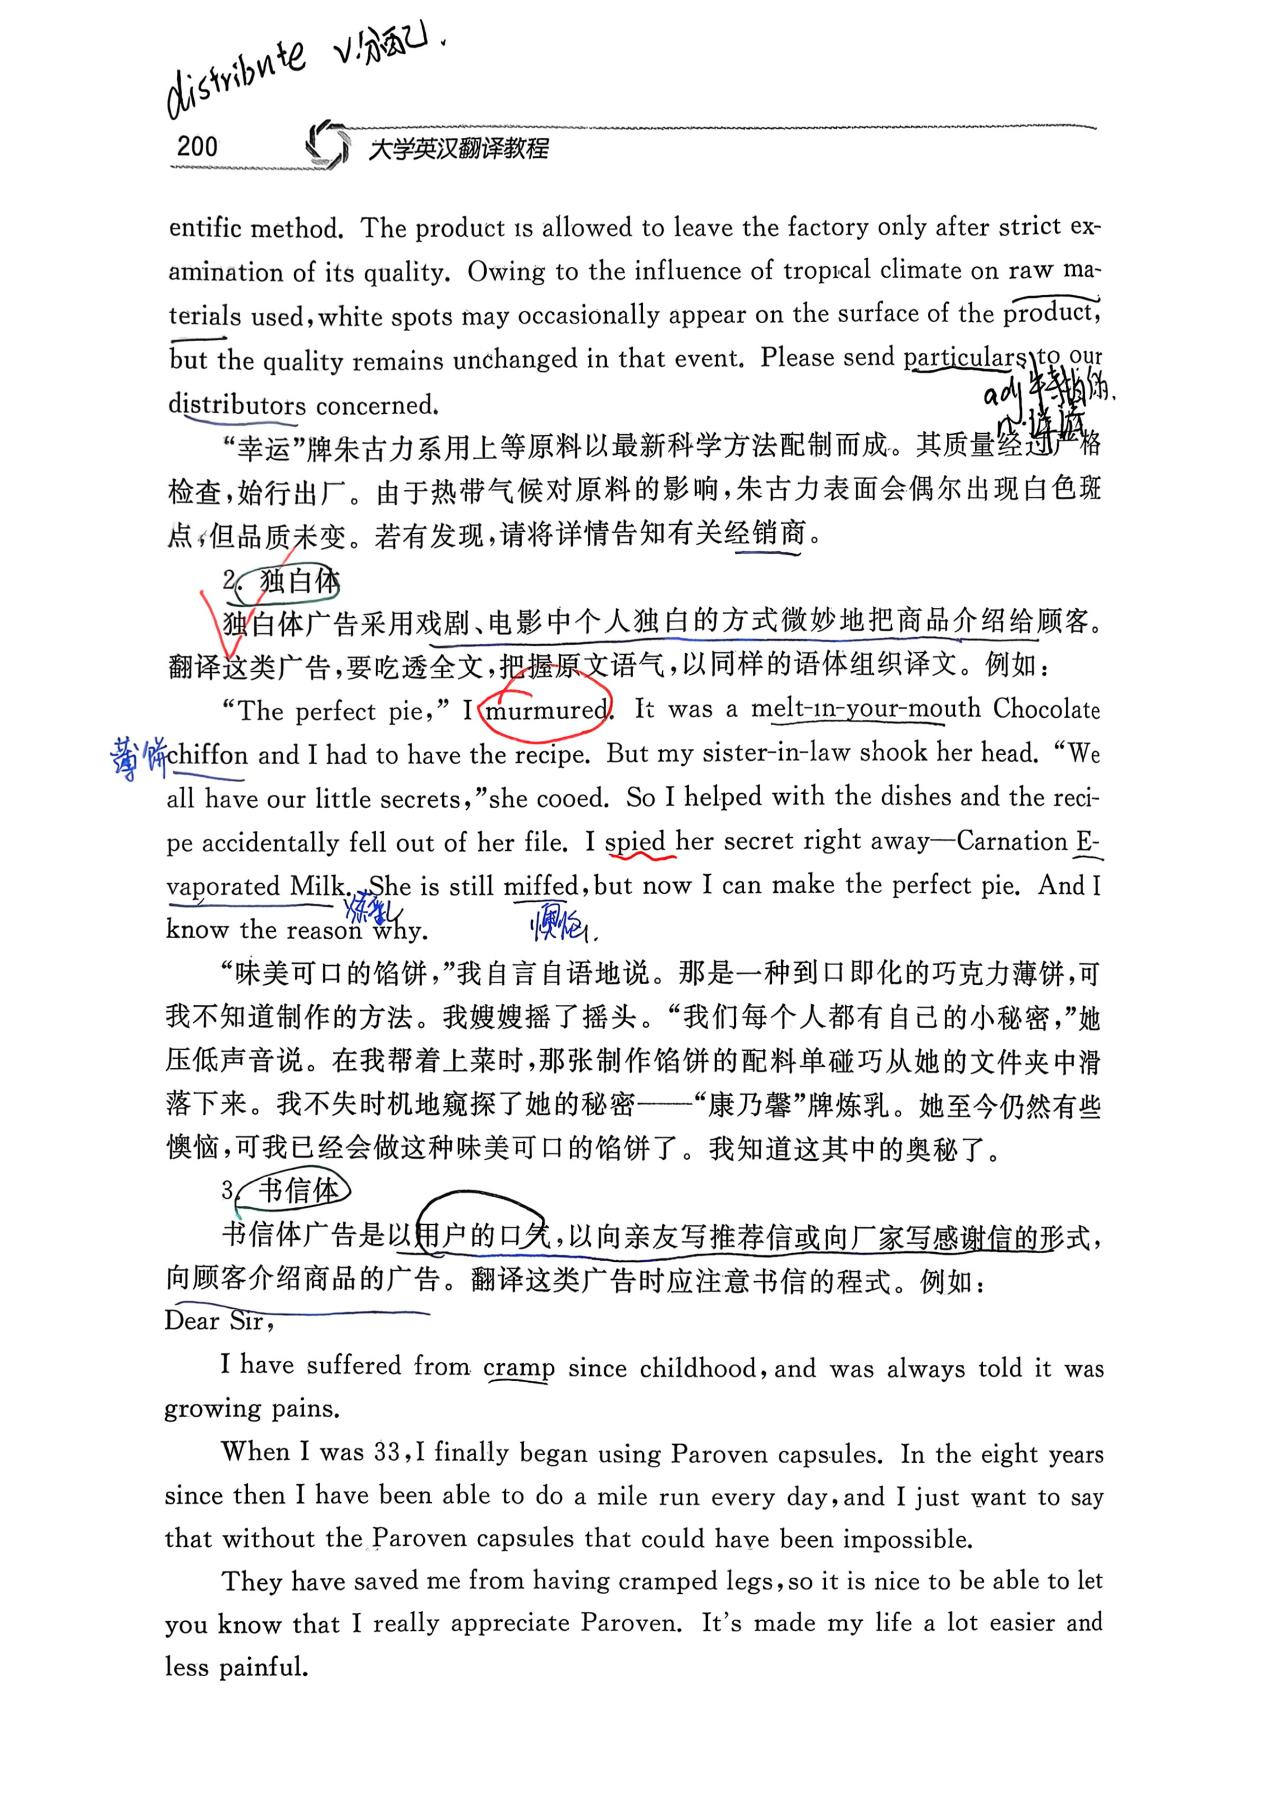 distribute v.分配.
200 大学英汉翻译教程
entific method. The product is allowed to leave the factory only after strict ex-
amination of its quality. Owing to the influence of tropical climate on raw ma-
terials used, white spots may occasionally appear on the surface of the product,
but the quality remains unchanged in that event. Please send particulars to our
adj 特别的.
distributors concerned.
n.详情
“幸运”牌朱古力系用上等原料以最新科学方法配制而成。其质量经过严格
检查,始行出厂。由于热带气候对原料的影响,朱古力表面会偶尔出现白色斑
点,但品质未变。若有发现,请将详情告知有关经销商。
2. 独白体
独白体广告采用戏剧、电影中个人独白的方式微妙地把商品介绍给顾客。
翻译这类广告,要吃透全文,把握原文语气,以同样的语体组织译文。例如:
“The perfect pie,” I murmured. It was a melt-in-your-mouth Chocolate
薄饼 chiffon and I had to have the recipe. But my sister-in-law shook her head. “We
all have our little secrets,”she cooed. So I helped with the dishes and the reci-
pe accidentally fell out of her file. I spied her secret right away—Carnation E-
vaporated Milk. She is still miffed, but now I can make the perfect pie. And I
炼乳 懊恼.
know the reason why.
“味美可口的馅饼,”我自言自语地说。那是一种到口即化的巧克力薄饼,可
我不知道制作的方法。我嫂嫂摇了摇头。“我们每个人都有自己的小秘密,”她
压低声音说。在我帮着上菜时,那张制作馅饼的配料单碰巧从她的文件夹中滑
落下来。我不失时机地窥探了她的秘密——“康乃馨”牌炼乳。她至今仍然有些
懊恼,可我已经会做这种味美可口的馅饼了。我知道这其中的奥秘了。
3. 书信体
书信体广告是以用户的口气,以向亲友写推荐信或向厂家写感谢信的形式,
向顾客介绍商品的广告。翻译这类广告时应注意书信的程式。例如:
Dear Sir,
I have suffered from cramp since childhood, and was always told it was
growing pains.
When I was 33, I finally began using Paroven capsules. In the eight years
since then I have been able to do a mile run every day, and I just want to say
that without the Paroven capsules that could have been impossible.
They have saved me from having cramped legs, so it is nice to be able to let
you know that I really appreciate Paroven. It's made my life a lot easier and
less painful.